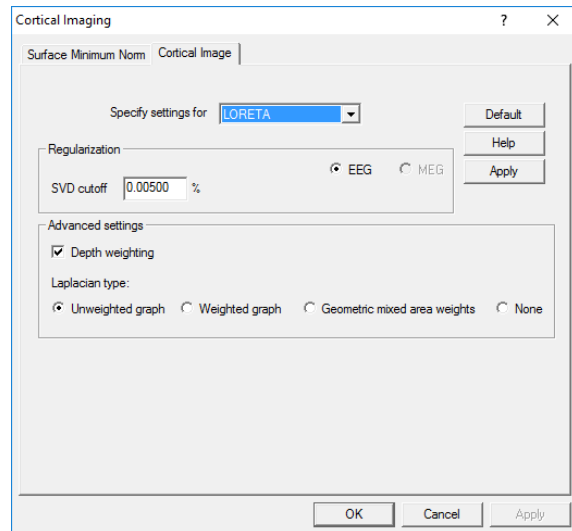 Cortical Imaging
?
Surface Minimum Norm
Cortical Image
Specify settings for LORETA
Default
Help
Apply
Regularization
EEG MEG
SVD cutoff 0.00500 %
Advanced settings
Depth weighting
Laplacian type:
Unweighted graph Weighted graph Geometric mixed area weights None
OK Cancel Apply